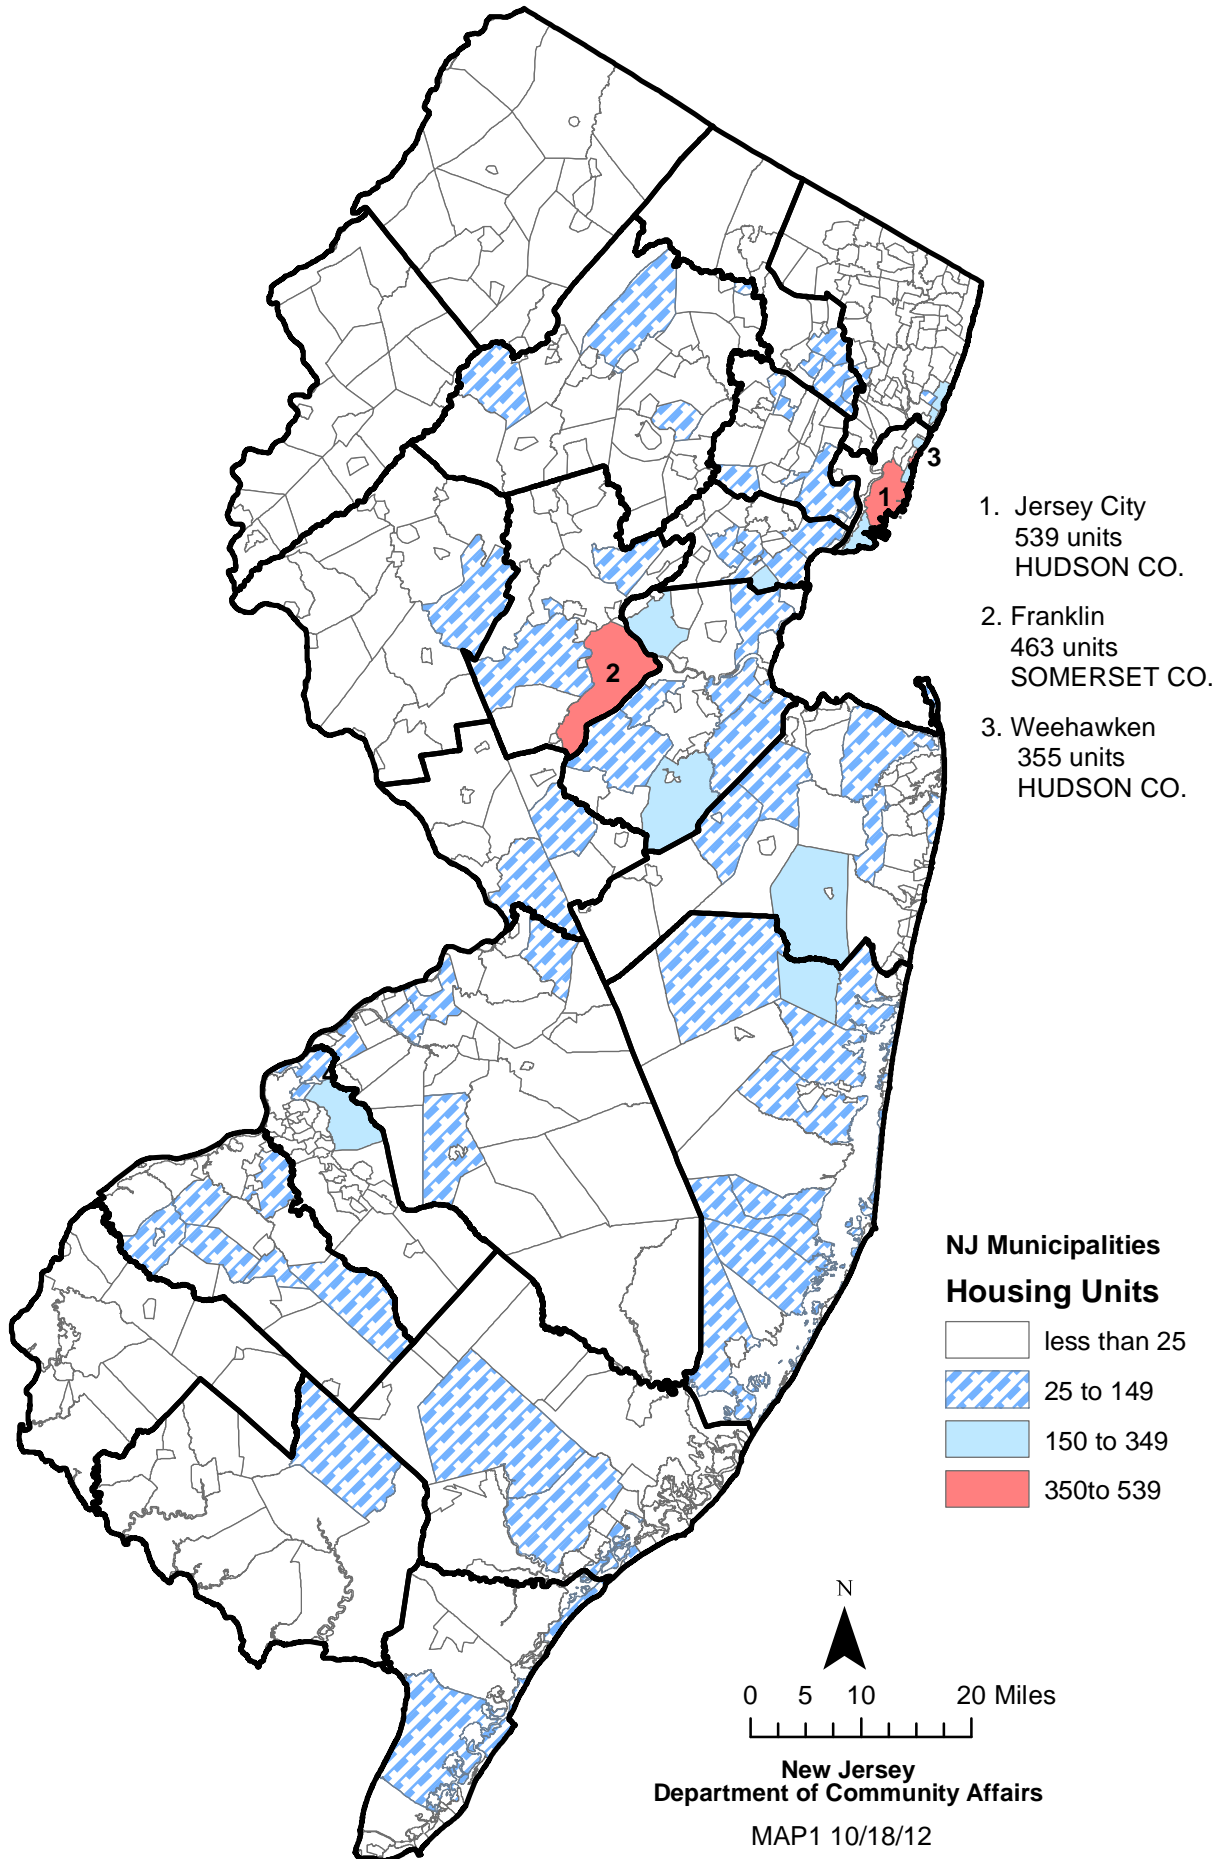 3
1
2
4
1. Jersey City
539 units
HUDSON CO.
2. Franklin
463 units
SOMERSET CO.
3. Weehawken
355 units
HUDSON CO.
NJ Municipalities
Housing Units
less than 25
25 to 149
150 to 349
350to 539
N
0 5 10 20 Miles
New Jersey
Department of Community Affairs
MAP1 10/18/12